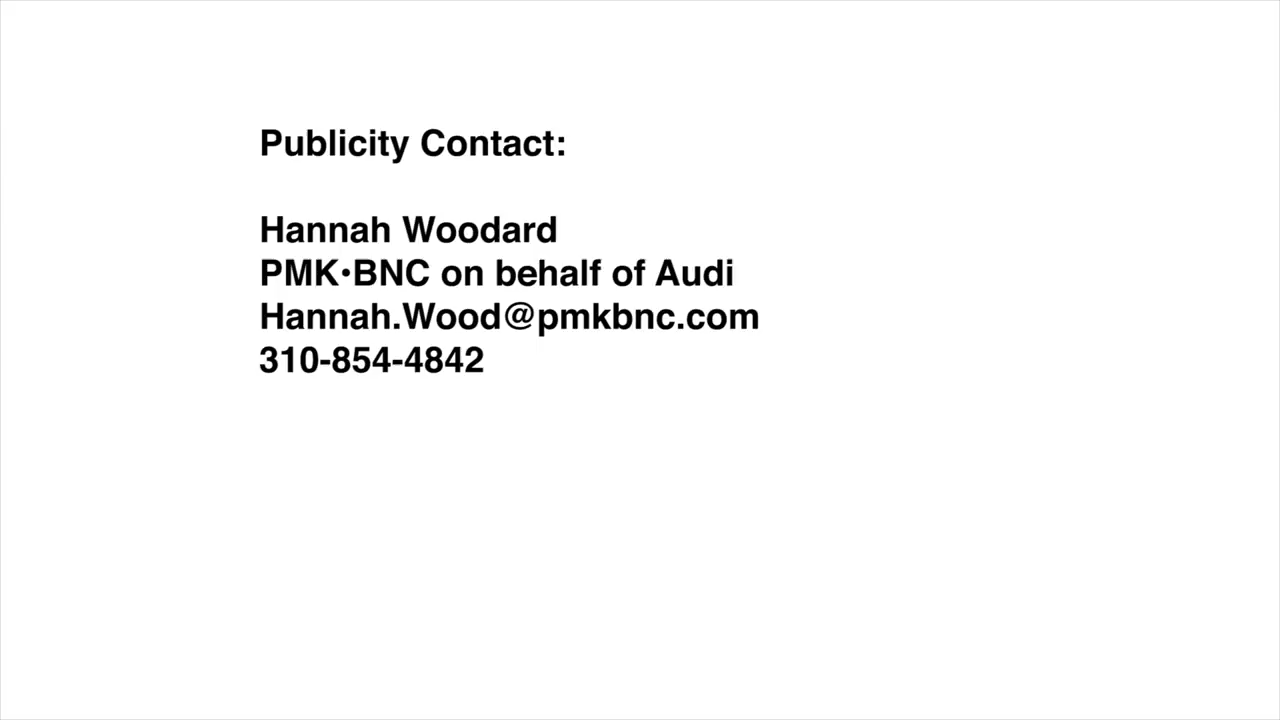 Publicity Contact:
Hannah Woodard
PMK•BNC on behalf of Audi
Hannah.Wood@pmkbnc.com
310-854-4842